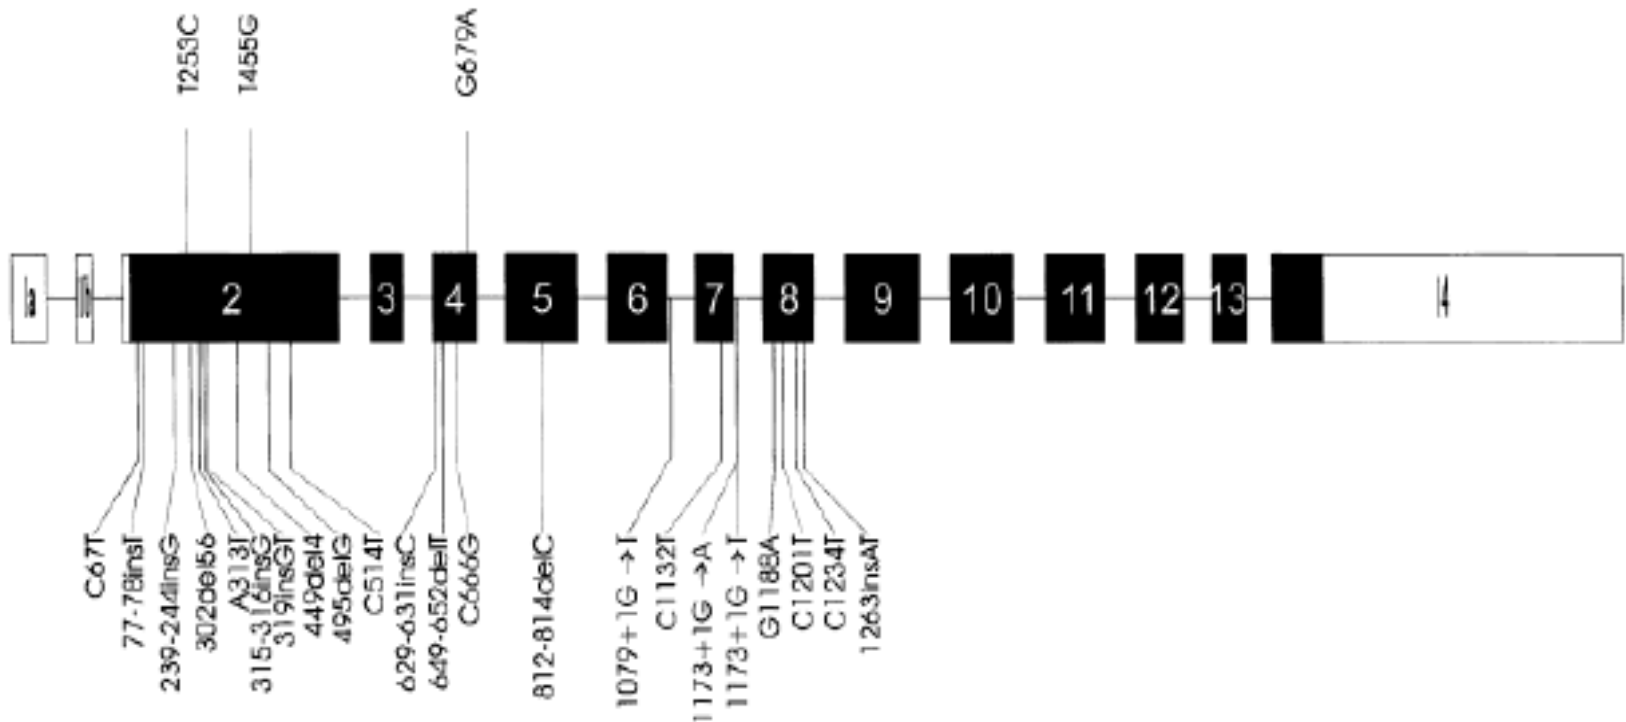 T253C
T455G
G679A
2
3
4
5
6
7
8
9
10
11
12
13
C67T
77-78insT
239-244insG
302del56
A313T
315-316insG
319insGT
449del4
495delG
C514T
629-631insC
649-652delT
C666G
812-814delC
1079+1G →T
C1132T
1173+1G →A
1173+1G →T
G1188A
C1201T
C1234T
1263insAT